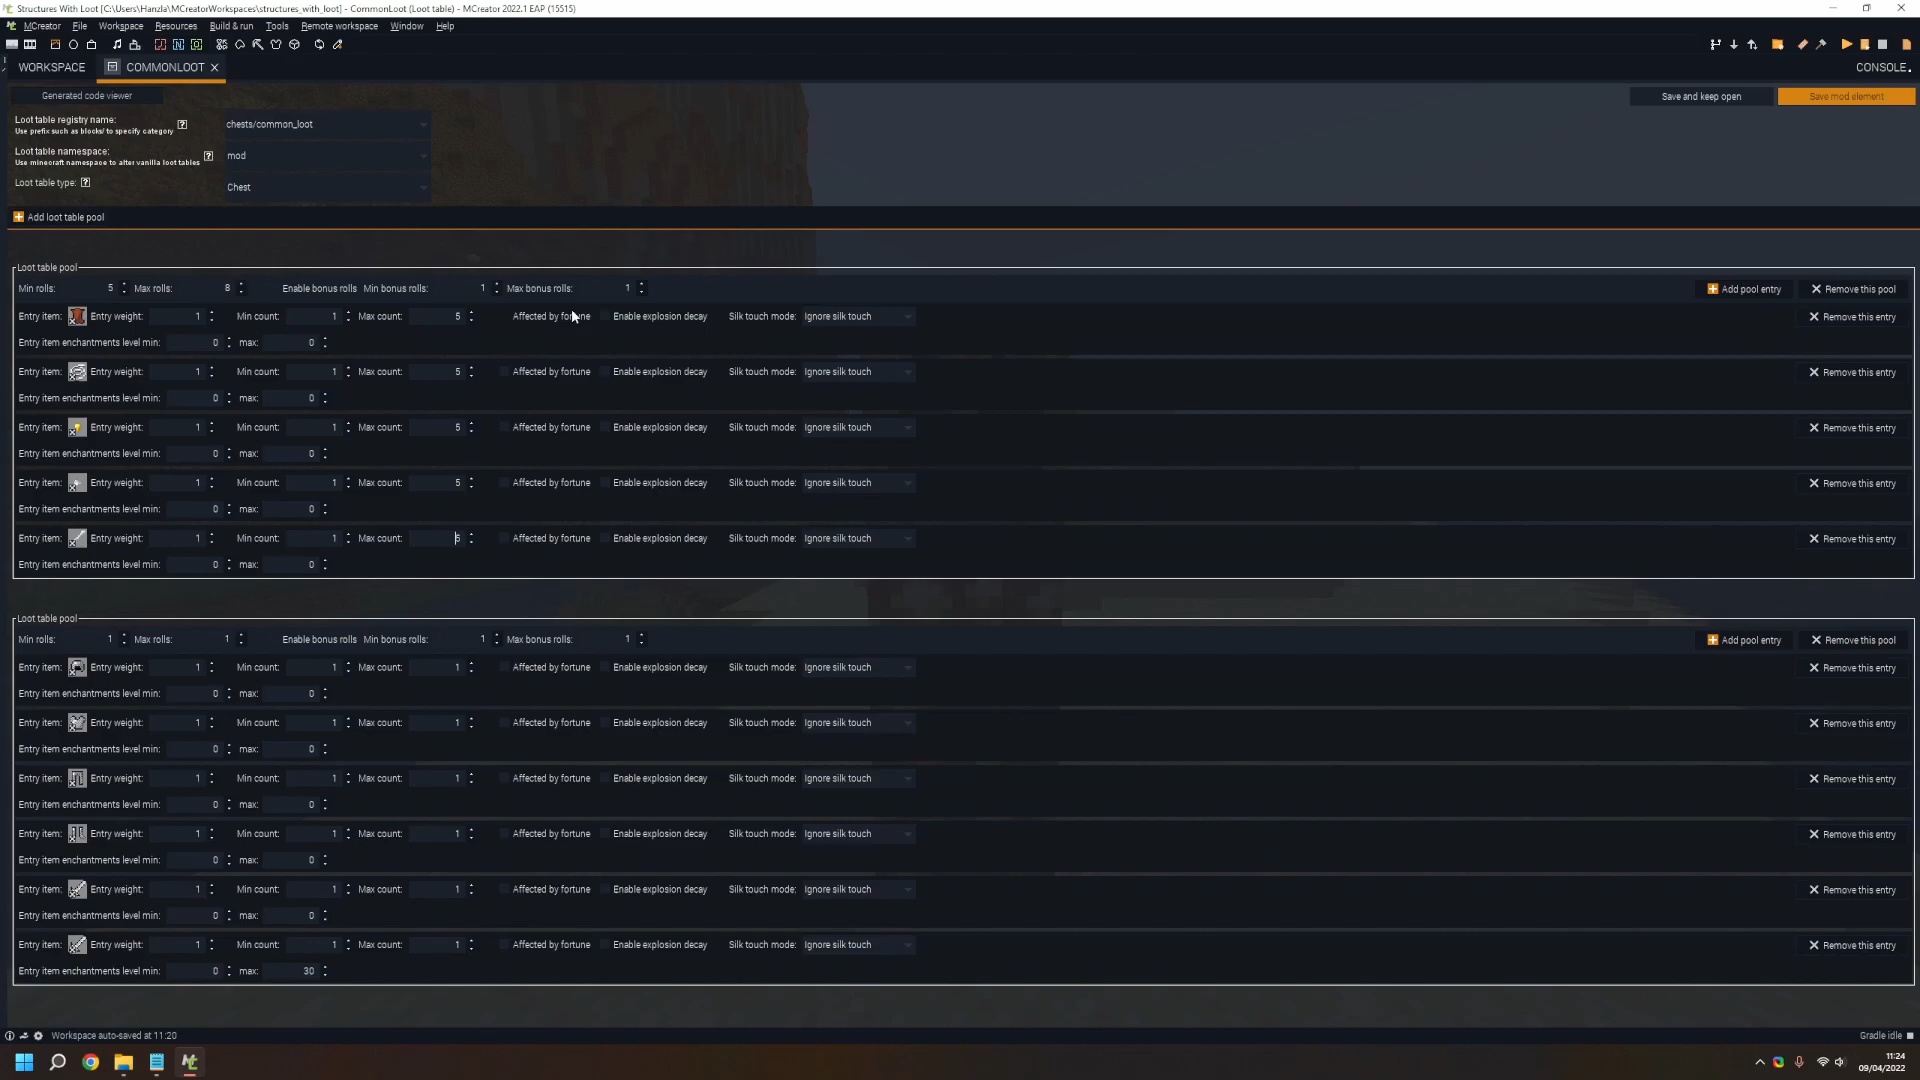 Structures With Loot [C:\Users\Hanzla\MCreatorWorkspaces\structures_with_loot] - CommonLoot (Loot table) - MCreator 2022.1 EAP (15515)
MCreator File Workspace Resources Build & run Tools Remote workspace Window Help
WORKSPACE COMMONLOOT CONSOLE
Generated code viewer Save and keep open Save mod element
Loot table registry name: chests/common_loot
Use prefix such as blocks/ to specify category
Loot table namespace: mod
Use minecraft namespace to alter vanilla loot tables
Loot table type: Chest
Add loot table pool
Loot table pool
Min rolls: 5 Max rolls: 8 Enable bonus rolls Min bonus rolls: 1 Max bonus rolls: 1 Add pool entry Remove this pool
Entry item: Entry weight: 1 Min count: 1 Max count: 5 Affected by fortune Enable explosion decay Silk touch mode: Ignore silk touch Remove this entry
Entry item enchantments level min: 0 max: 0
Entry item: Entry weight: 1 Min count: 1 Max count: 5 Affected by fortune Enable explosion decay Silk touch mode: Ignore silk touch Remove this entry
Entry item enchantments level min: 0 max: 0
Entry item: Entry weight: 1 Min count: 1 Max count: 5 Affected by fortune Enable explosion decay Silk touch mode: Ignore silk touch Remove this entry
Entry item enchantments level min: 0 max: 0
Entry item: Entry weight: 1 Min count: 1 Max count: 5 Affected by fortune Enable explosion decay Silk touch mode: Ignore silk touch Remove this entry
Entry item enchantments level min: 0 max: 0
Entry item: Entry weight: 1 Min count: 1 Max count: 5 Affected by fortune Enable explosion decay Silk touch mode: Ignore silk touch Remove this entry
Entry item enchantments level min: 0 max: 0
Loot table pool
Min rolls: 1 Max rolls: 1 Enable bonus rolls Min bonus rolls: 1 Max bonus rolls: 1 Add pool entry Remove this pool
Entry item: Entry weight: 1 Min count: 1 Max count: 1 Affected by fortune Enable explosion decay Silk touch mode: Ignore silk touch Remove this entry
Entry item enchantments level min: 0 max: 0
Entry item: Entry weight: 1 Min count: 1 Max count: 1 Affected by fortune Enable explosion decay Silk touch mode: Ignore silk touch Remove this entry
Entry item enchantments level min: 0 max: 0
Entry item: Entry weight: 1 Min count: 1 Max count: 1 Affected by fortune Enable explosion decay Silk touch mode: Ignore silk touch Remove this entry
Entry item enchantments level min: 0 max: 0
Entry item: Entry weight: 1 Min count: 1 Max count: 1 Affected by fortune Enable explosion decay Silk touch mode: Ignore silk touch Remove this entry
Entry item enchantments level min: 0 max: 0
Entry item: Entry weight: 1 Min count: 1 Max count: 1 Affected by fortune Enable explosion decay Silk touch mode: Ignore silk touch Remove this entry
Entry item enchantments level min: 0 max: 0
Entry item: Entry weight: 1 Min count: 1 Max count: 1 Affected by fortune Enable explosion decay Silk touch mode: Ignore silk touch Remove this entry
Entry item enchantments level min: 0 max: 30
Workspace auto-saved at 11:20 Gradle idle
11:24
09/04/2022